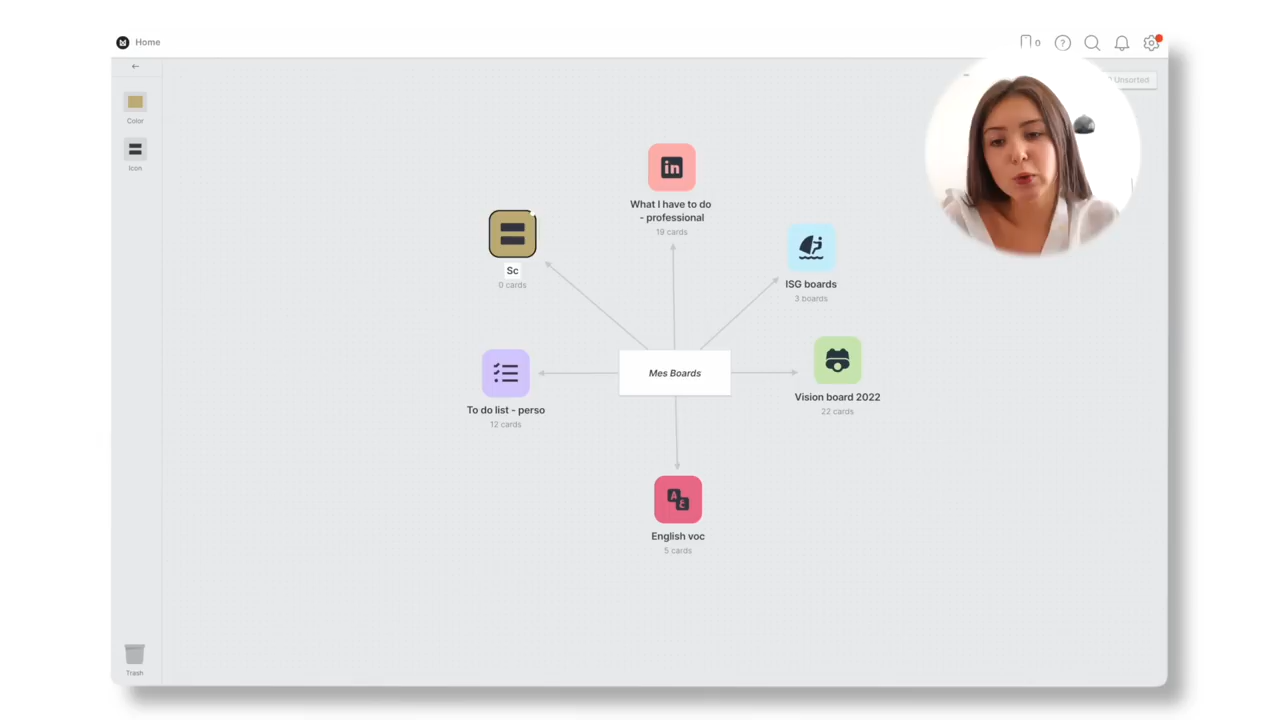 Home
0
Unsorted
Color
Icon
What I have to do
- professional
19 cards
Sc
0 cards
ISG boards
3 boards
Mes Boards
To do list - perso
12 cards
Vision board 2022
22 cards
English voc
5 cards
Trash